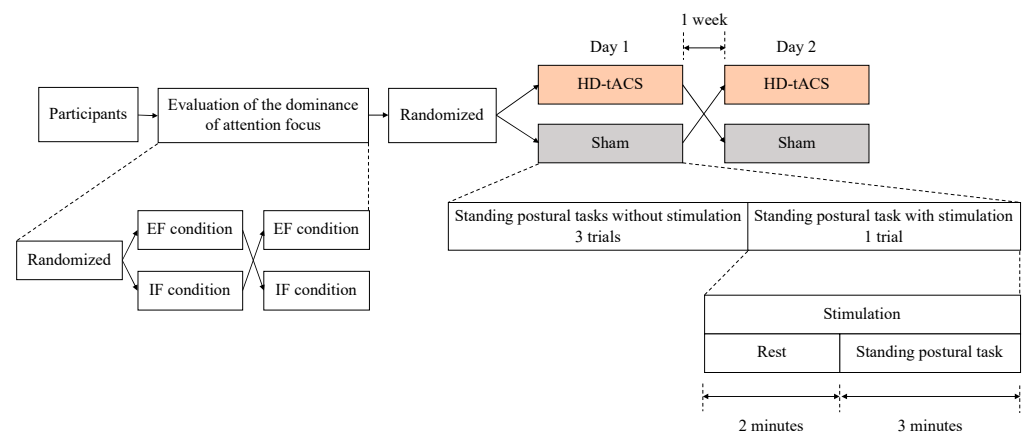 1 week
Day 1
Day 2
Participants
Evaluation of the dominance
of attention focus
Randomized
HD-tACS
HD-tACS
Sham
Sham
Randomized
EF condition
EF condition
IF condition
IF condition
Standing postural tasks without stimulation
3 trials
Standing postural task with stimulation
1 trial
Stimulation
Rest
Standing postural task
2 minutes
3 minutes